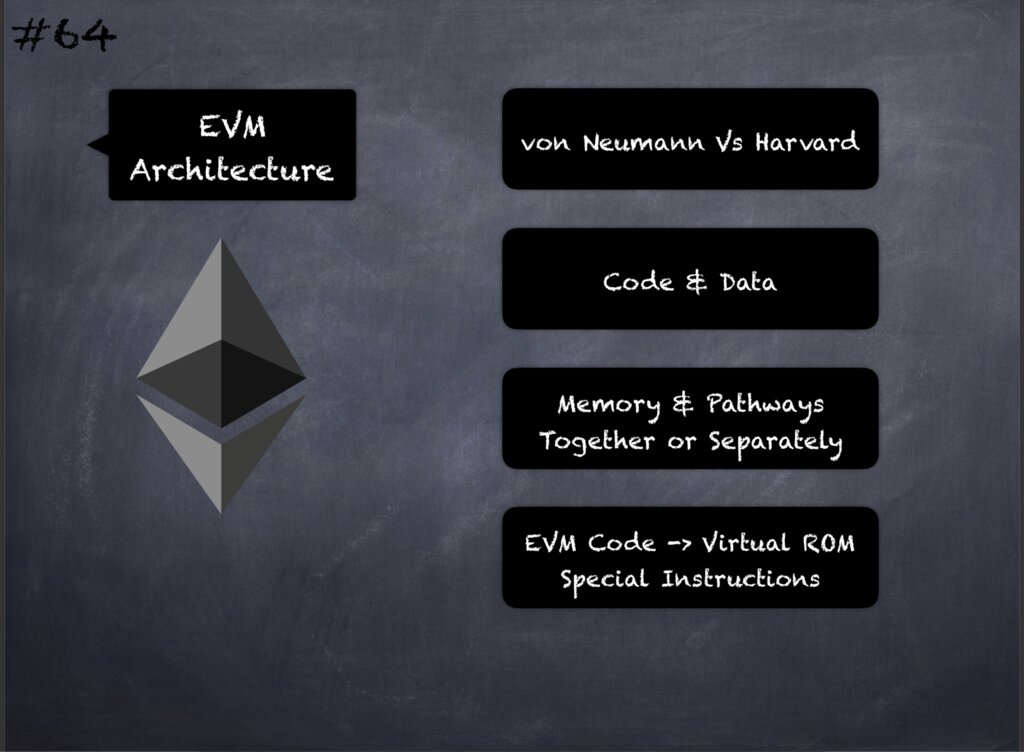 #64
EVM
Architecture
von Neumann Vs Harvard
Code & Data
Memory & Pathways
Together or Separately
EVM Code -> Virtual ROM
Special Instructions